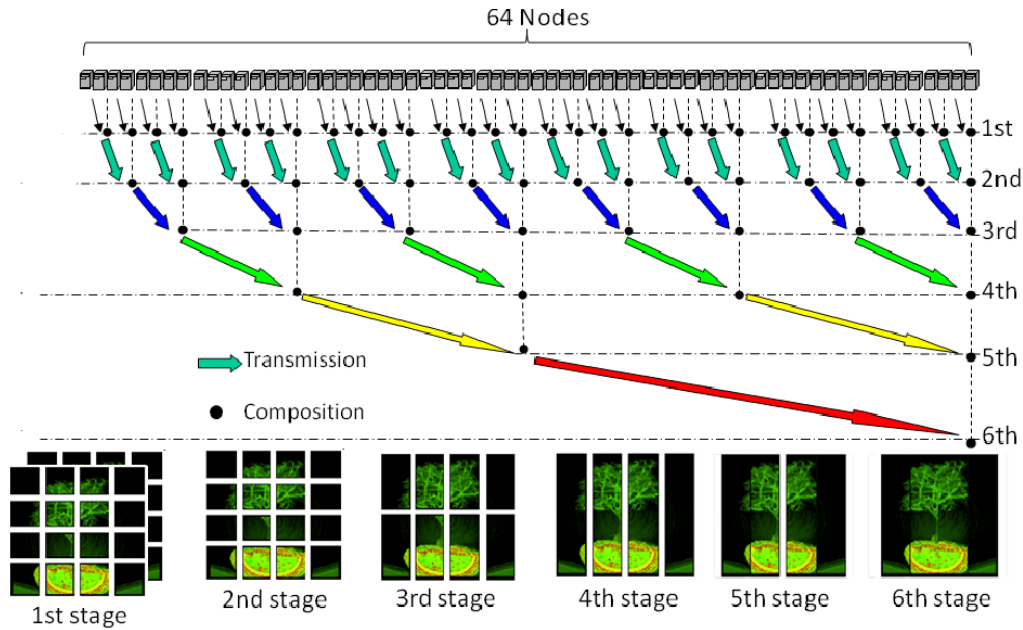 64 Nodes
1st
2nd
3rd
4th
5th
6th
Transmission
Composition
1st stage
2nd stage
3rd stage
4th stage
5th stage
6th stage